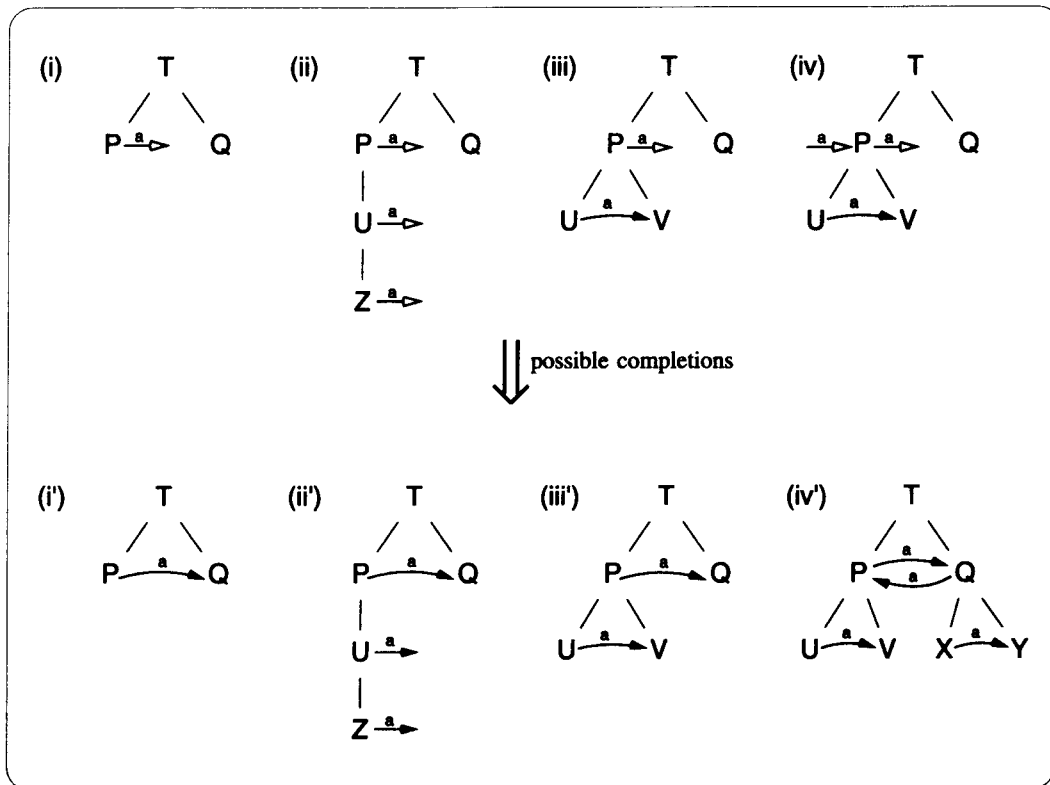 (i) T (ii) T (iii) T (iv) T
P a Q P a Q P a Q a P a Q
U a U a V U a V
Z a
possible completions
(i') T (ii') T (iii') T (iv') T
P a Q P a Q P a Q P a a Q
U a U a V U a V X a Y
Z a